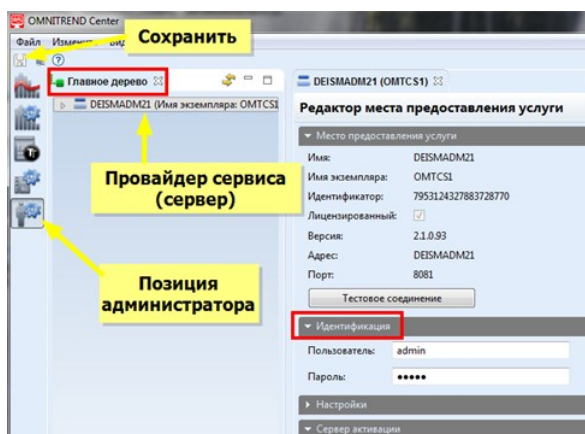 OMNITREND Center
Файл Изменить Вид
Сохранить
Главное дерево
DEISMADM21 (OMTCS1)
DEISMADM21 (Имя экземпляра: OMTCS1
Редактор места предоставления услуги
Место предоставления услуги
Имя: DEISMADM21
Имя экземпляра: OMTCS1
Идентификатор: 7953124327883728770
Лицензированный:
Версия: 2.1.0.93
Адрес: DEISMADM21
Порт: 8081
Тестовое соединение
Провайдер сервиса
(сервер)
Позиция
администратора
Идентификация
Пользователь: admin
Пароль: •••••
Настройки
Сервер активации